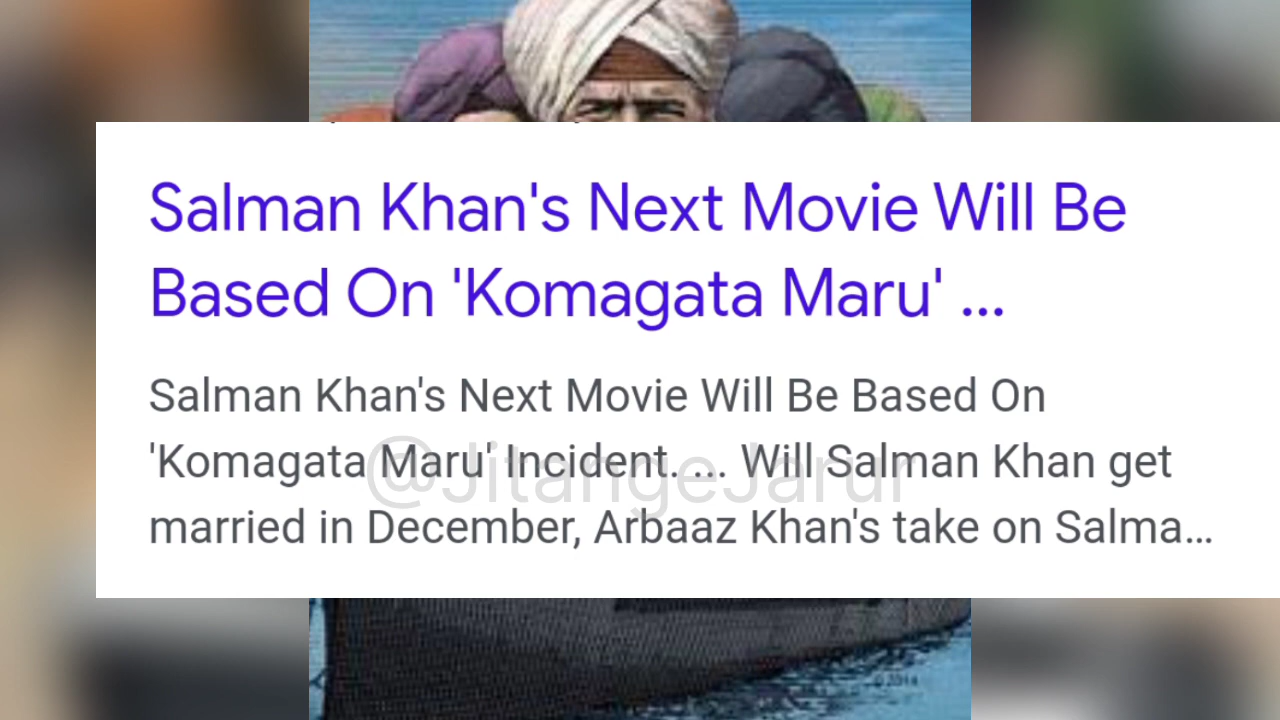 Salman Khan's Next Movie Will Be
Based On 'Komagata Maru' ...
Salman Khan's Next Movie Will Be Based On
'Komagata Maru' Incident. ... Will Salman Khan get
@JitangeJarur
married in December, Arbaaz Khan's take on Salma...
© 2014